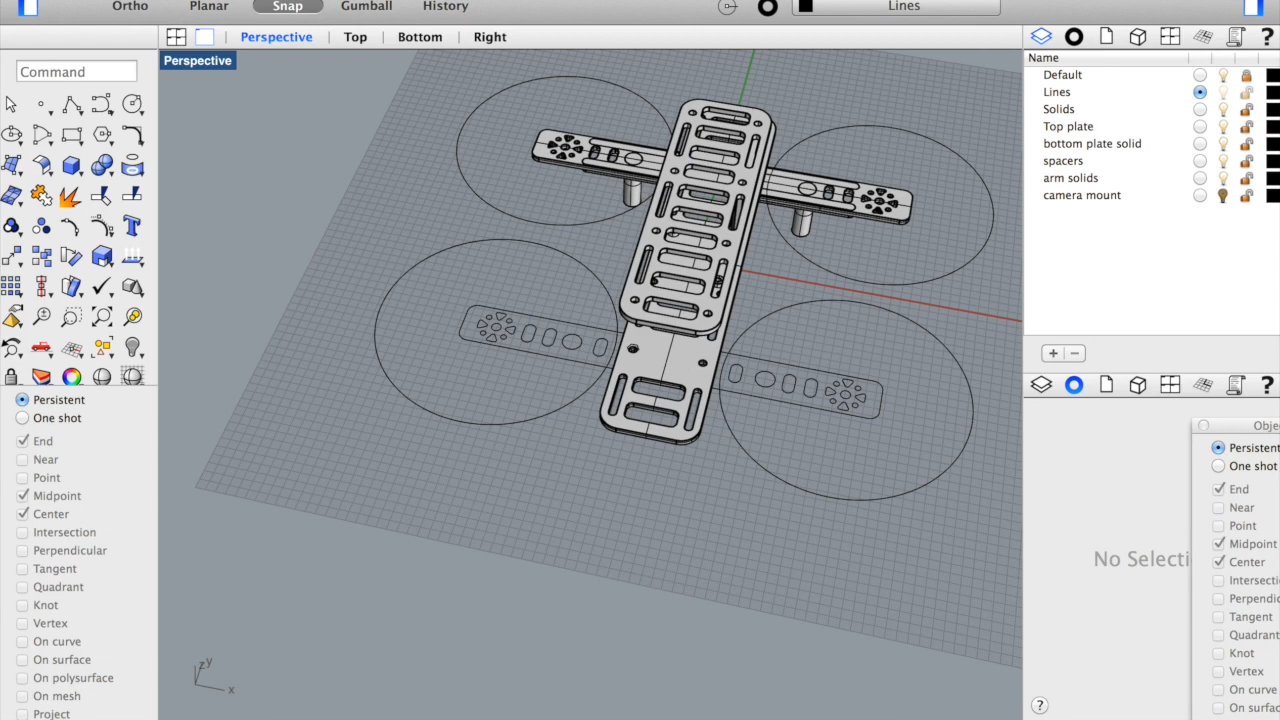 Ortho Planar Snap Gumball History Lines
Perspective Top Bottom Right
Perspective
Command
Persistent
One shot
End
Near
Point
Midpoint
Center
Intersection
Perpendicular
Tangent
Quadrant
Knot
Vertex
On curve
On surface
On polysurface
On mesh
Project
z y
x
Name
Default
Lines
Solids
Top plate
bottom plate solid
spacers
arm solids
camera mount
+ −
No Selecti
Obje
Persistent
One shot
End
Near
Point
Midpoint
Center
Intersecti
Perpendic
Tangent
Quadrant
Knot
Vertex
On curve
On surfac
?